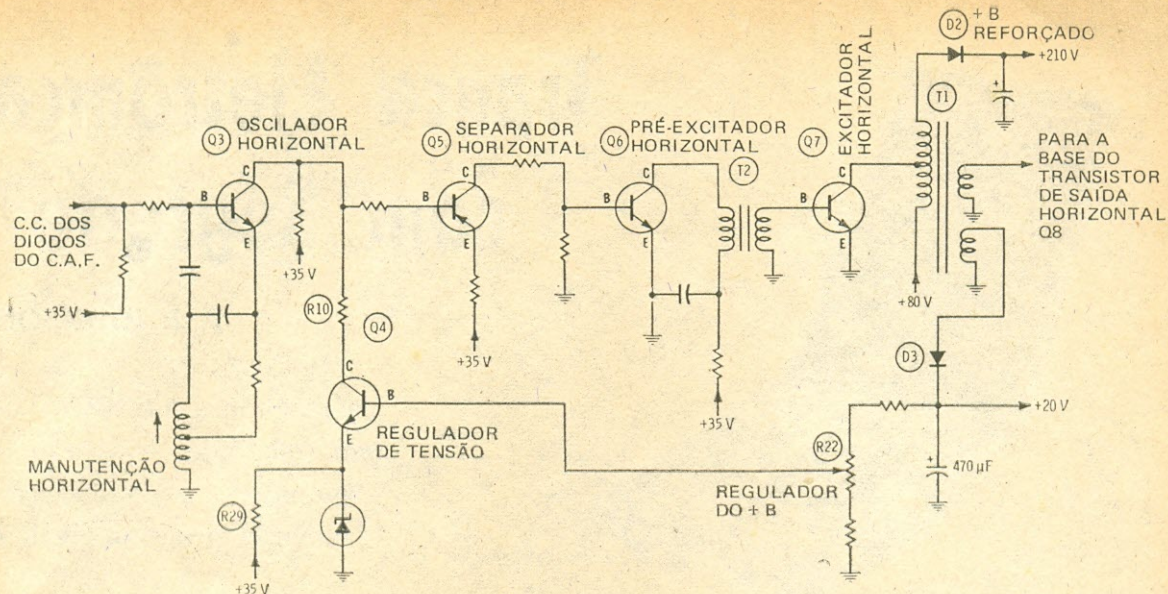 D2
+ B
REFORÇADO
+210 V
T1
Q3
OSCILADOR
HORIZONTAL
C
B
E
C.C. DOS
DIODOS
DO C.A.F.
+35 V
+35 V
MANUTENÇÃO
HORIZONTAL
Q5
SEPARADOR
HORIZONTAL
C
B
E
+35 V
R10
Q4
C
B
E
REGULADOR
DE TENSÃO
R29
+35 V
Q6
PRÉ-EXCITADOR
HORIZONTAL
C
B
E
T2
+35 V
Q7
EXCITADOR
HORIZONTAL
C
B
E
PARA A
BASE DO
TRANSISTOR
DE SAÍDA
HORIZONTAL
Q8
+80 V
D3
+20 V
R22
REGULADOR
DO + B
470 µF